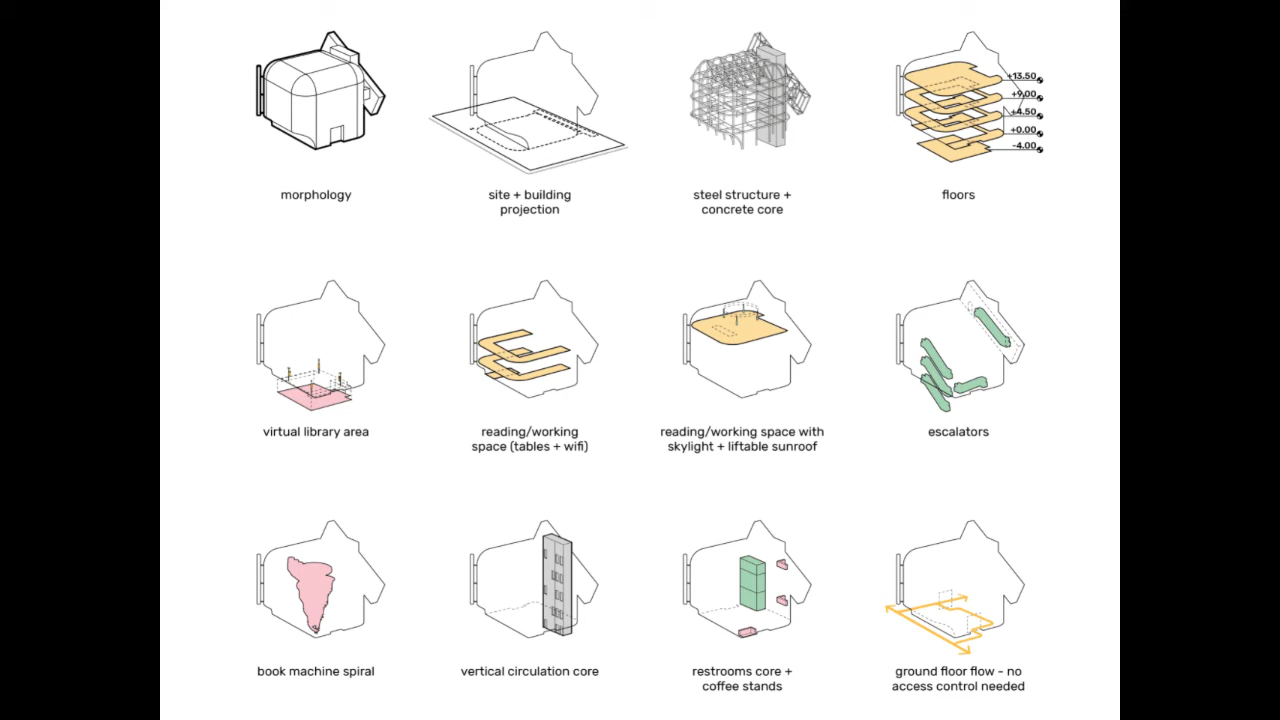 morphology
site + building
projection
steel structure +
concrete core
+13.50
+9.00
+4.50
+0.00
-4.00
floors
virtual library area
reading/working
space (tables + wifi)
reading/working space with
skylight + liftable sunroof
escalators
book machine spiral
vertical circulation core
restrooms core +
coffee stands
ground floor flow - no
access control needed